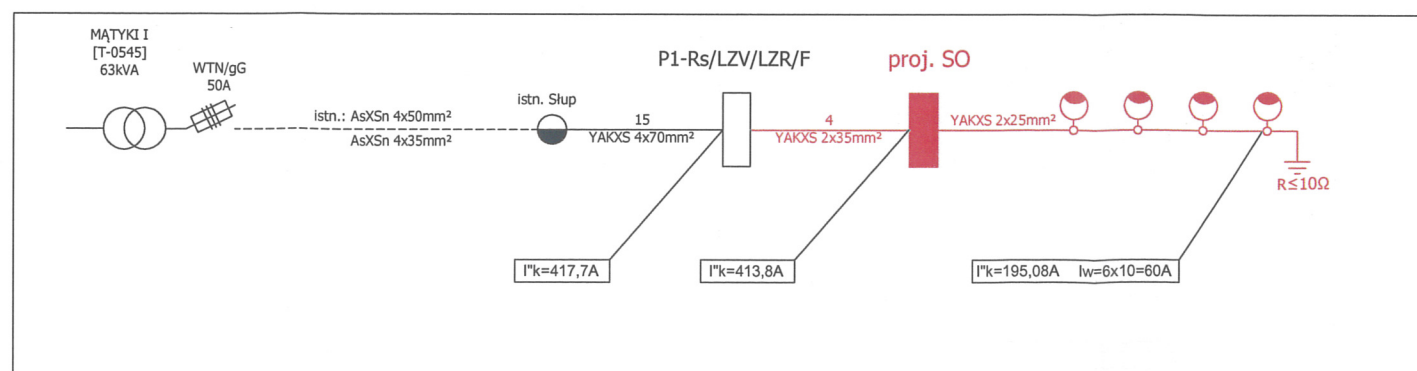 MĄTYKI I
[T-0545]
63kVA
WTN/gG
50A
istn.: AsXSn 4x50mm²
AsXSn 4x35mm²
istn. Słup
15
YAKXS 4x70mm²
P1-Rs/LZV/LZR/F
4
YAKXS 2x35mm²
proj. SO
YAKXS 2x25mm²
R≤10Ω
I"k=417,7A
I"k=413,8A
I"k=195,08A Iw=6x10=60A